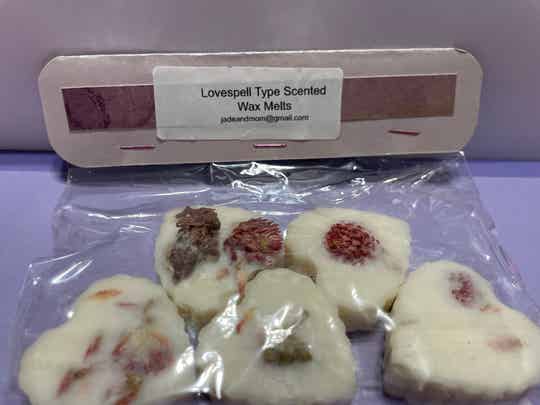 Lovespell Type Scented
Wax Melts
jadeandmom@gmail.com